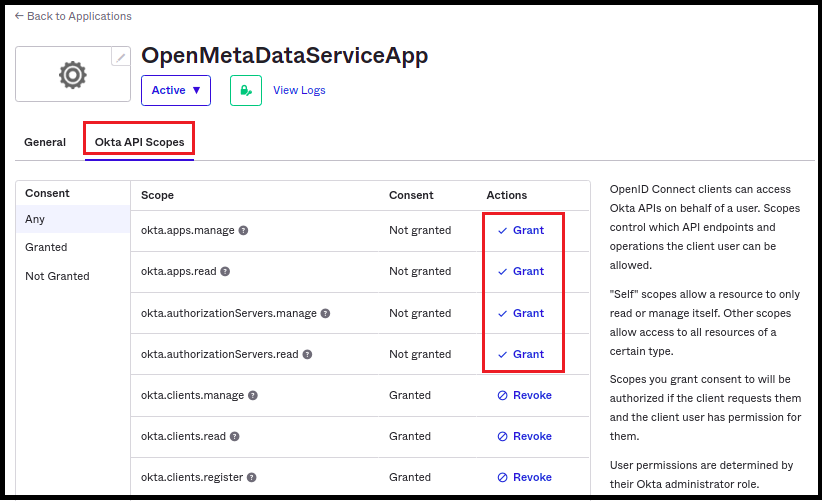 ← Back to Applications
OpenMetaDataServiceApp
Active ▼
View Logs
General
Okta API Scopes
Consent
Any
Granted
Not Granted
Scope Consent Actions
okta.apps.manage ? Not granted ✓ Grant
okta.apps.read ? Not granted ✓ Grant
okta.authorizationServers.manage ? Not granted ✓ Grant
okta.authorizationServers.read ? Not granted ✓ Grant
okta.clients.manage ? Granted Revoke
okta.clients.read ? Granted Revoke
okta.clients.register ? Granted Revoke
OpenID Connect clients can access
Okta APIs on behalf of a user. Scopes
control which API endpoints and
operations the client user can be
allowed.
"Self" scopes allow a resource to only
read or manage itself. Other scopes
allow access to all resources of a
certain type.
Scopes you grant consent to will be
authorized if the client requests them
and the client user has permission for
them.
User permissions are determined by
their Okta administrator role.